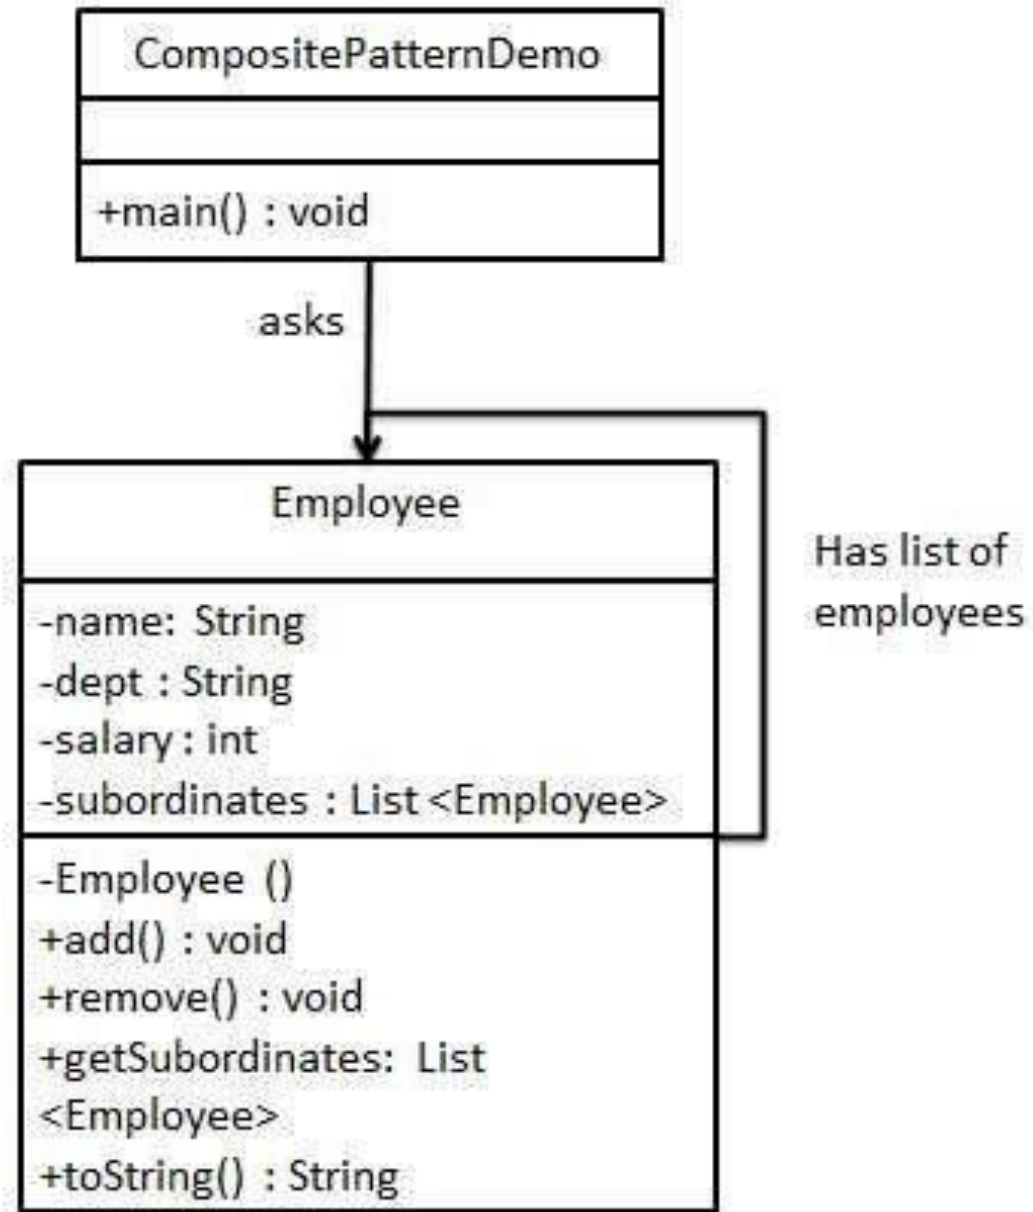 CompositePatternDemo
+main() : void
asks
Employee
Has list of
employees
-name: String
-dept : String
-salary : int
-subordinates : List <Employee>
-Employee ()
+add() : void
+remove() : void
+getSubordinates: List
<Employee>
+toString() : String